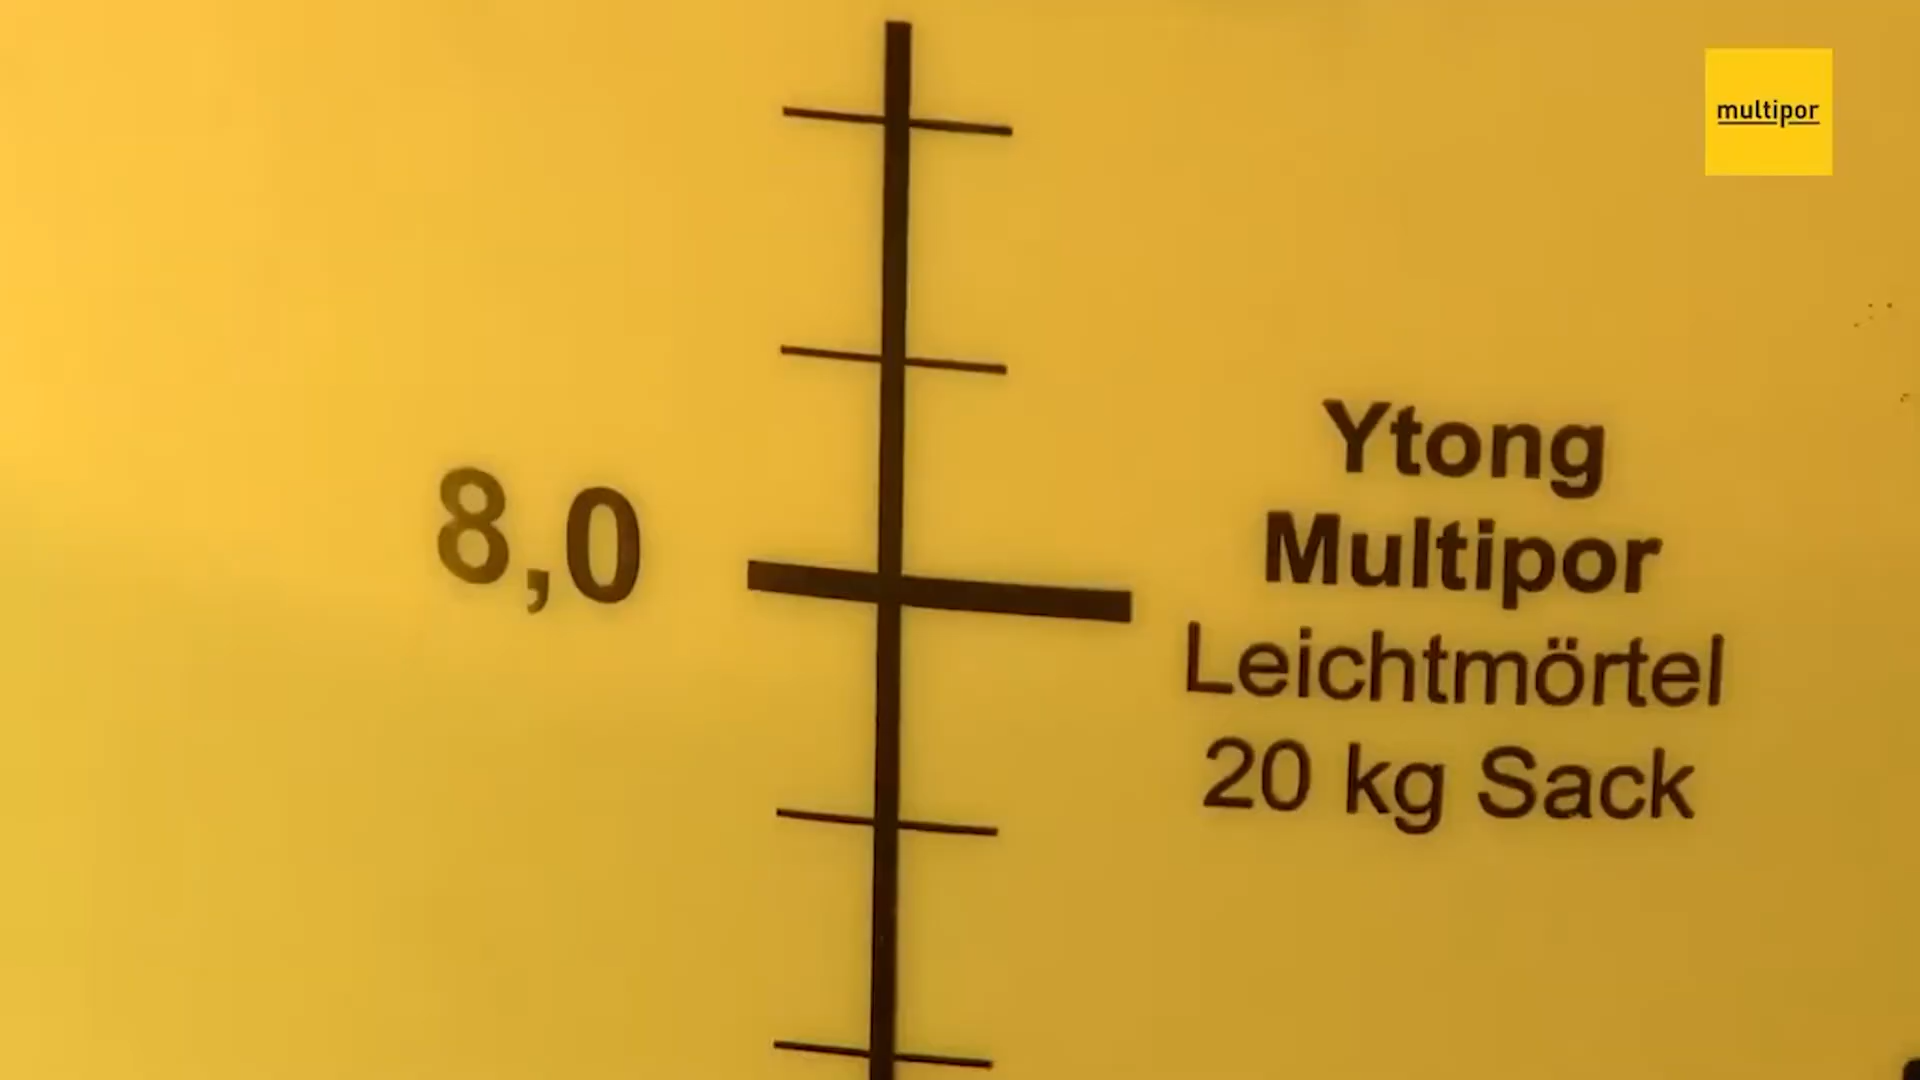 multipor
8,0
Ytong
Multipor
Leichtmörtel
20 kg Sack